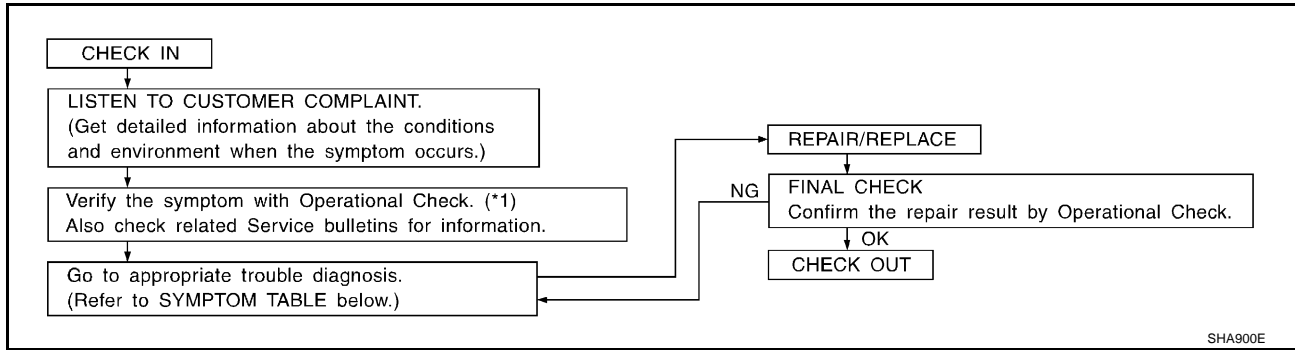 CHECK IN
LISTEN TO CUSTOMER COMPLAINT.
(Get detailed information about the conditions
and environment when the symptom occurs.)
Verify the symptom with Operational Check. (*1)
Also check related Service bulletins for information.
Go to appropriate trouble diagnosis.
(Refer to SYMPTOM TABLE below.)
REPAIR/REPLACE
NG
FINAL CHECK
Confirm the repair result by Operational Check.
OK
CHECK OUT
SHA900E